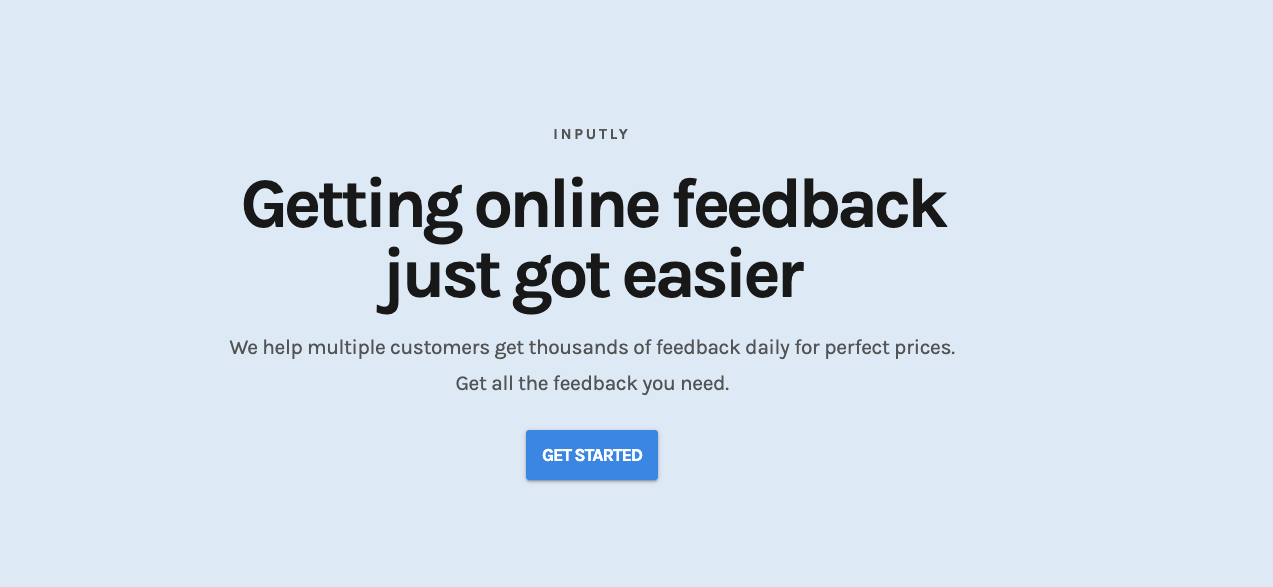 INPUTLY
Getting online feedback
just got easier
We help multiple customers get thousands of feedback daily for perfect prices.
Get all the feedback you need.
GET STARTED